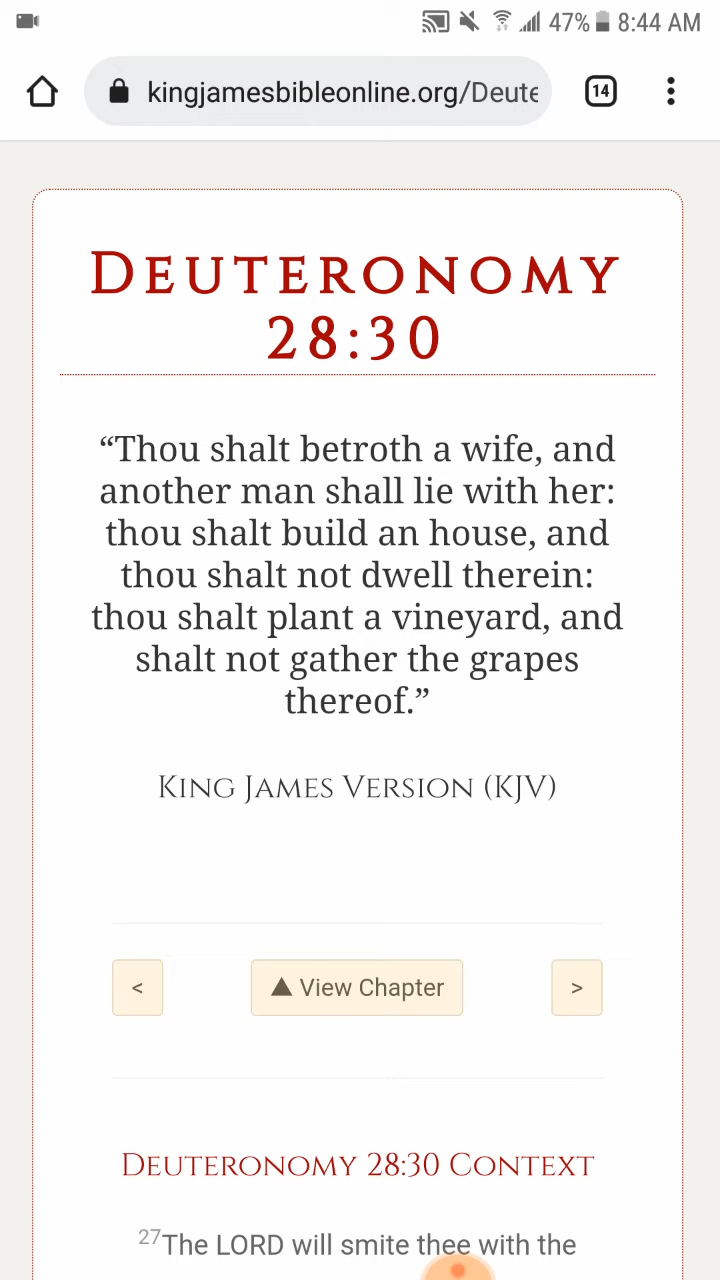 47% 8:44 AM
kingjamesbibleonline.org/Deute
14
DEUTERONOMY
28:30
“Thou shalt betroth a wife, and
another man shall lie with her:
thou shalt build an house, and
thou shalt not dwell therein:
thou shalt plant a vineyard, and
shalt not gather the grapes
thereof.”
KING JAMES VERSION (KJV)
< ▲ View Chapter >
DEUTERONOMY 28:30 CONTEXT
27The LORD will smite thee with the